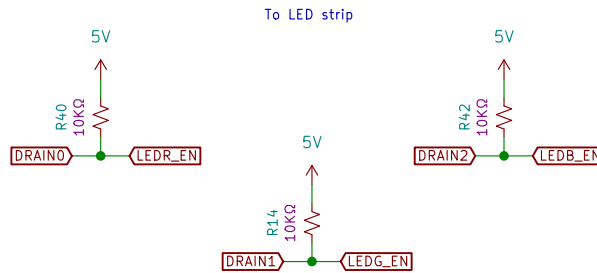 To LED strip
5V
R40
10KΩ
DRAIN0
LEDR_EN
5V
R42
10KΩ
DRAIN2
LEDB_EN
5V
R14
10KΩ
DRAIN1
LEDG_EN